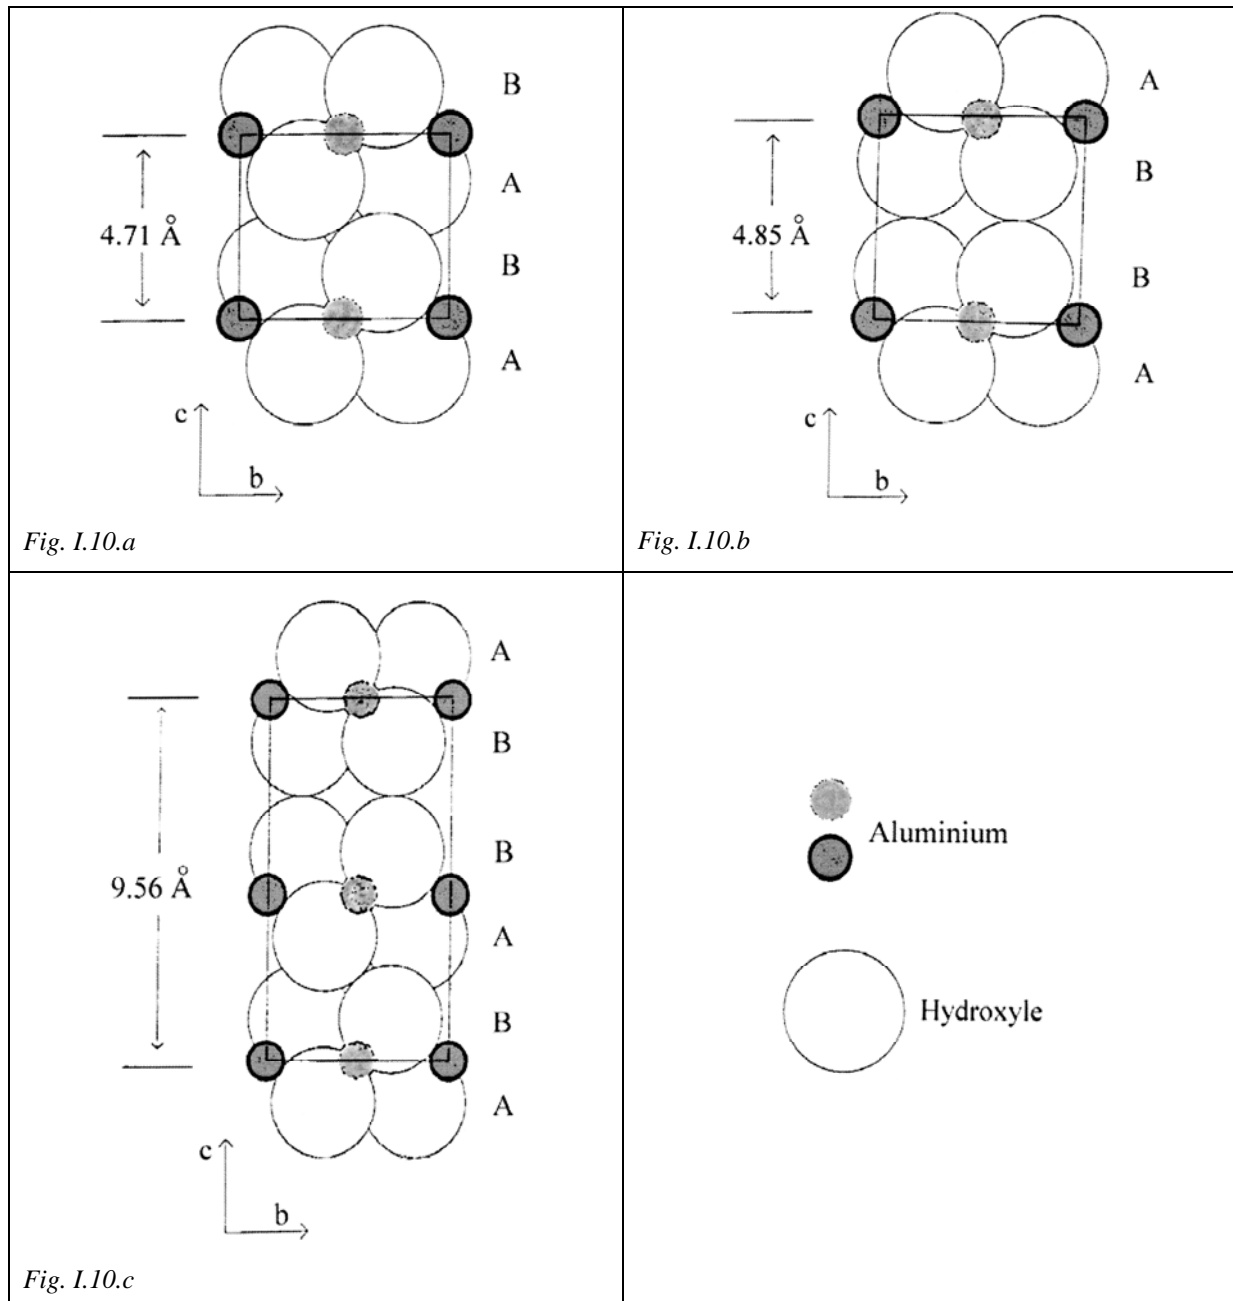 B
A
4.71 Å
B
A
c
b
Fig. I.10.a
A
B
4.85 Å
B
A
c
b
Fig. I.10.b
A
B
B
9.56 Å
A
B
A
c
b
Fig. I.10.c
Aluminium
Hydroxyle